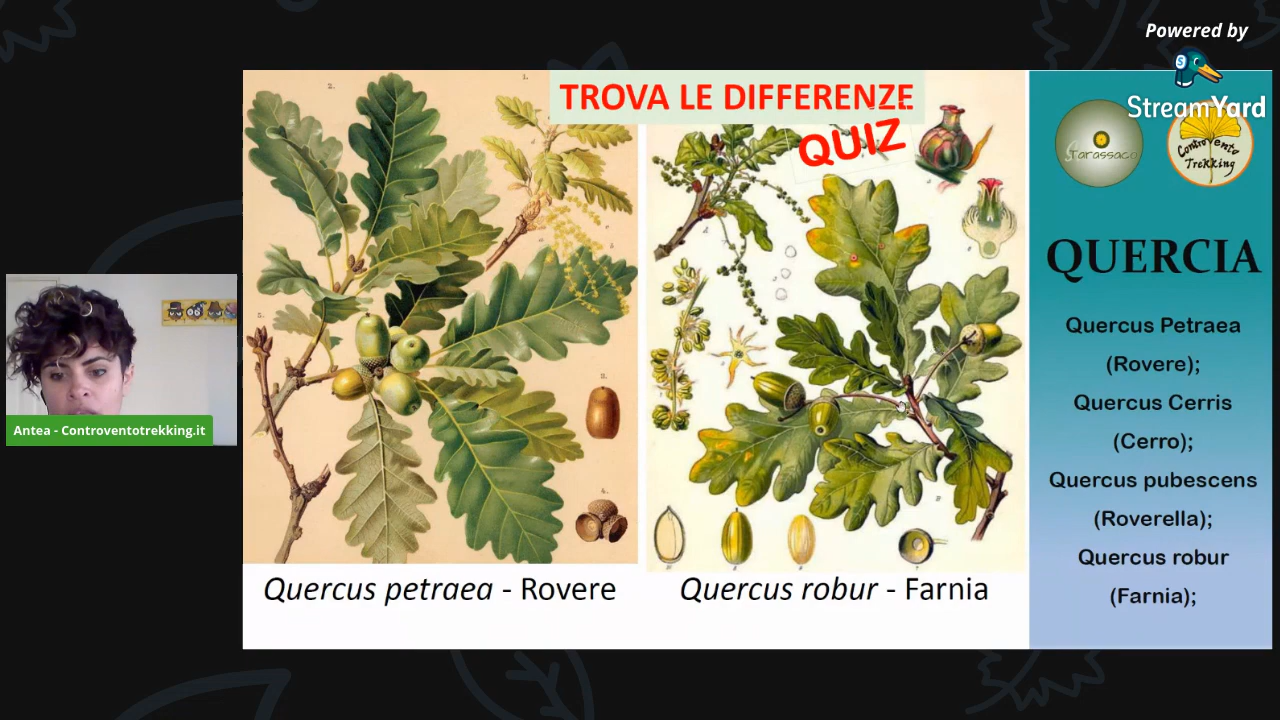 Powered by
StreamYard
TROVA LE DIFFERENZE
QUIZ
Tarassaco
Controvento
Trekking
QUERCIA
Quercus Petraea
(Rovere);
Quercus Cerris
(Cerro);
Quercus pubescens
(Roverella);
Quercus robur
(Farnia);
Antea - Controventotrekking.it
Quercus petraea - Rovere
Quercus robur - Farnia